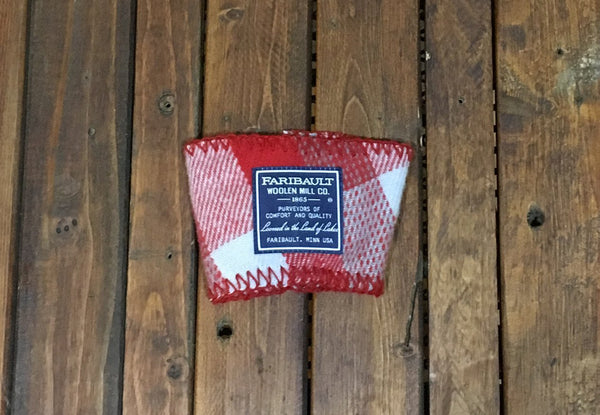 FARIBAULT
WOOLEN MILL CO.
1865
®
PURVEYORS OF
COMFORT AND QUALITY
Loomed in the Land of Lakes
FARIBAULT, MINN USA